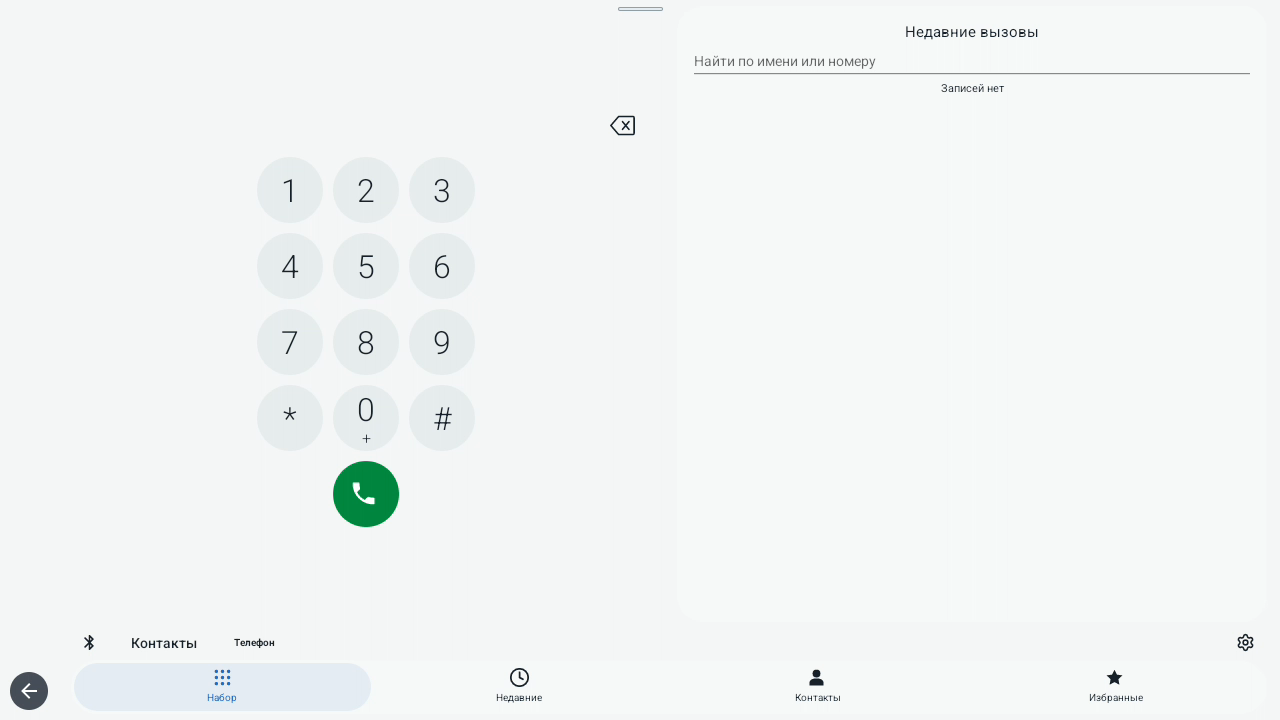 Недавние вызовы
Найти по имени или номеру
Записей нет
1 2 3
4 5 6
7 8 9
* 0 #
+
Контакты Телефон
Набор Недавние Контакты Избранные